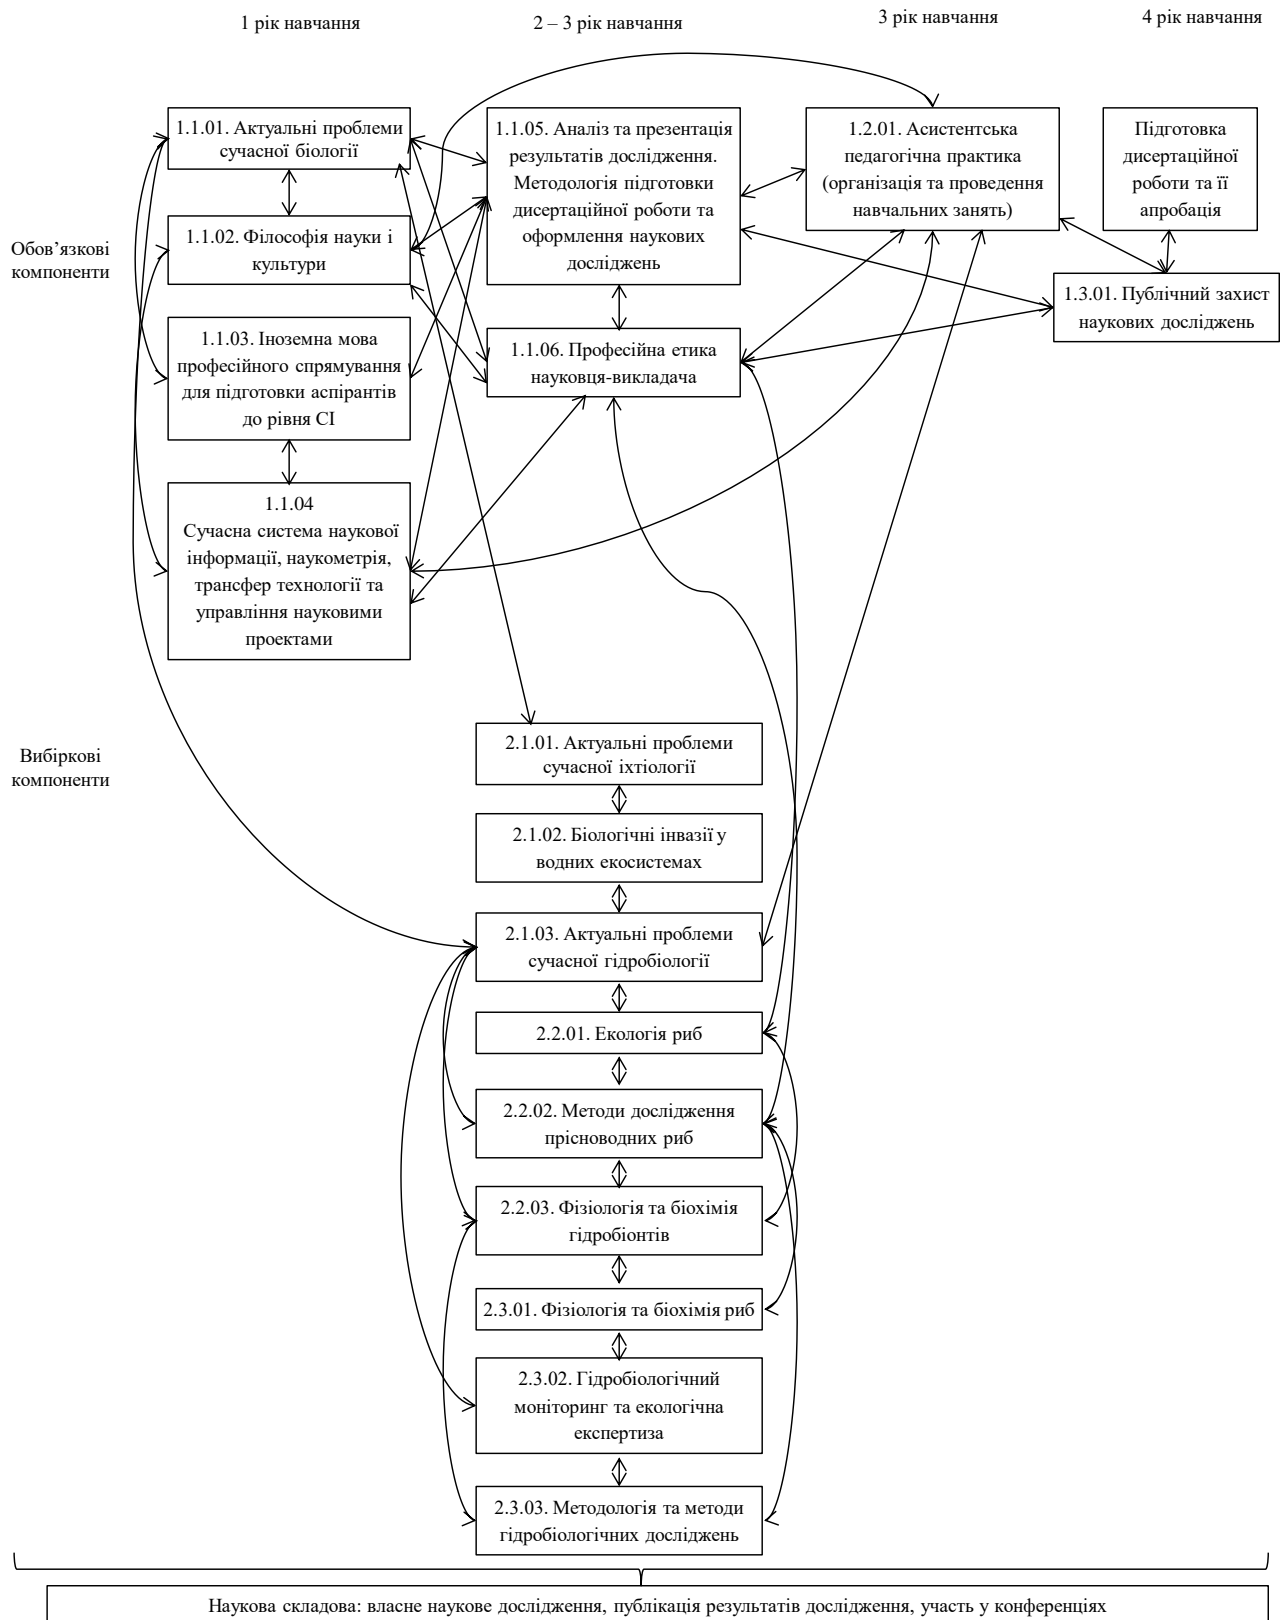 1 рік навчання
2 – 3 рік навчання
3 рік навчання
4 рік навчання
Обов’язкові
компоненти
1.1.01. Актуальні проблеми
сучасної біології
1.1.02. Філософія науки і
культури
1.1.03. Іноземна мова
професійного спрямування
для підготовки аспірантів
до рівня СІ
1.1.04
Сучасна система наукової
інформації, наукометрія,
трансфер технології та
управління науковими
проектами
1.1.05. Аналіз та презентація
результатів дослідження.
Методологія підготовки
дисертаційної роботи та
оформлення наукових
досліджень
1.1.06. Професійна етика
науковця-викладача
1.2.01. Асистентська
педагогічна практика
(організація та проведення
навчальних занять)
Підготовка
дисертаційної
роботи та її
апробація
1.3.01. Публічний захист
наукових досліджень
Вибіркові
компоненти
2.1.01. Актуальні проблеми
сучасної іхтіології
2.1.02. Біологічні інвазії у
водних екосистемах
2.1.03. Актуальні проблеми
сучасної гідробіології
2.2.01. Екологія риб
2.2.02. Методи дослідження
прісноводних риб
2.2.03. Фізіологія та біохімія
гідробіонтів
2.3.01. Фізіологія та біохімія риб
2.3.02. Гідробіологічний
моніторинг та екологічна
експертиза
2.3.03. Методологія та методи
гідробіологічних досліджень
Наукова складова: власне наукове дослідження, публікація результатів дослідження, участь у конференціях